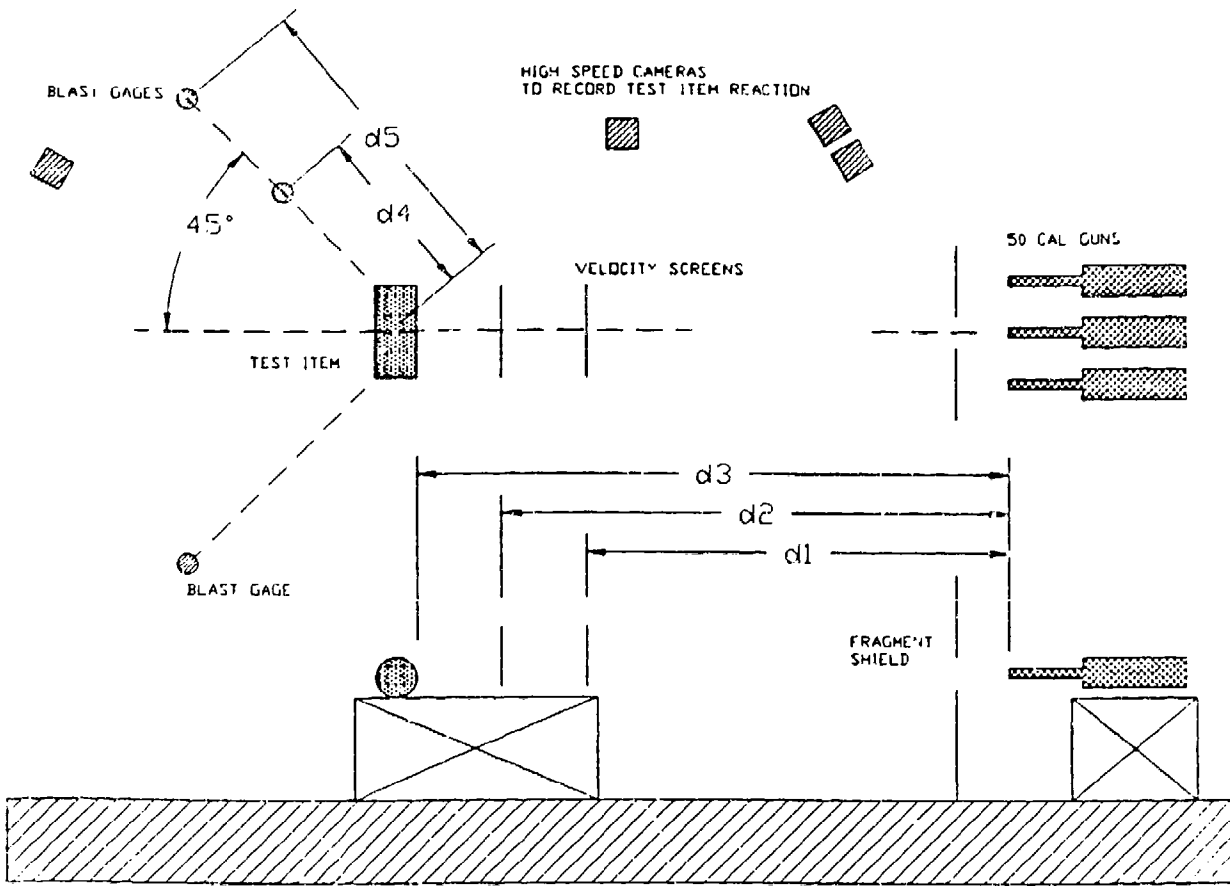 HIGH SPEED CAMERAS
TO RECORD TEST ITEM REACTION
BLAST GAGES
d5
d4
45°
50 CAL GUNS
VELOCITY SCREENS
TEST ITEM
d3
d2
d1
BLAST GAGE
FRAGMENT
SHIELD